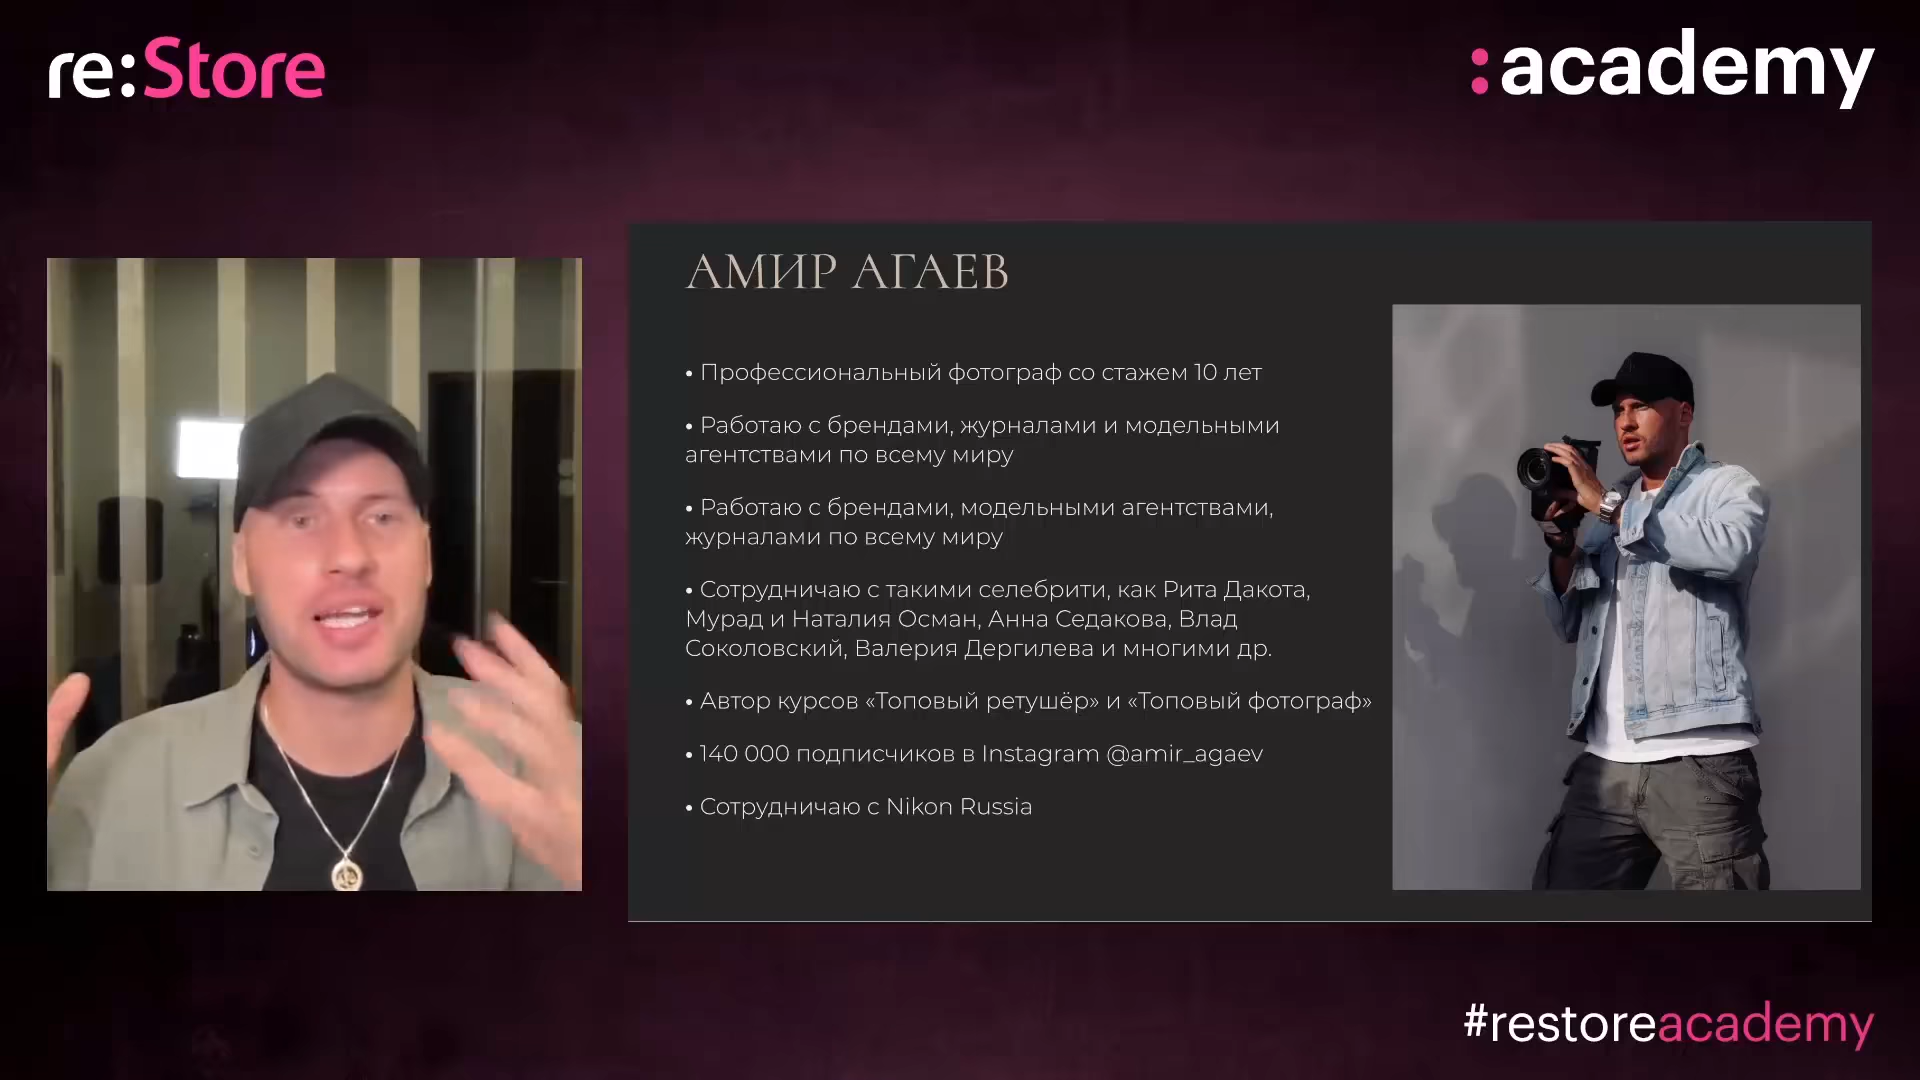 re:Store
:academy
АМИР АГАЕВ
• Профессиональный фотограф со стажем 10 лет
• Работаю с брендами, журналами и модельными
агентствами по всему миру
• Работаю с брендами, модельными агентствами,
журналами по всему миру
• Сотрудничаю с такими селебрити, как Рита Дакота,
Мурад и Наталия Осман, Анна Седакова, Влад
Соколовский, Валерия Дергилева и многими др.
• Автор курсов «Топовый ретушёр» и «Топовый фотограф»
• 140 000 подписчиков в Instagram @amir_agaev
• Сотрудничаю с Nikon Russia
#restoreacademy